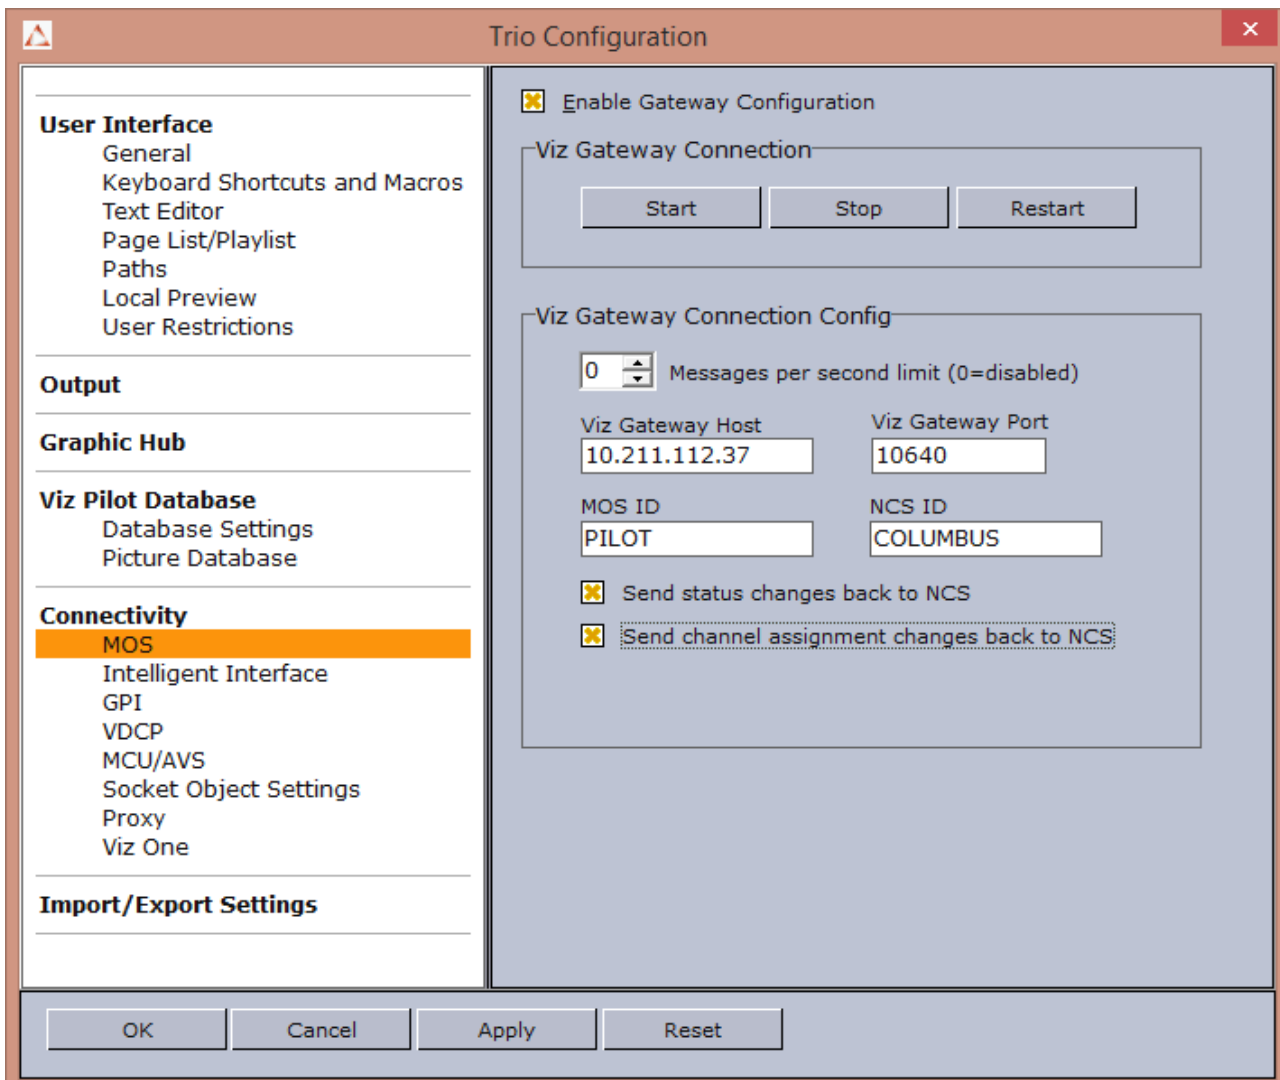 Trio Configuration
User Interface
General
Keyboard Shortcuts and Macros
Text Editor
Page List/Playlist
Paths
Local Preview
User Restrictions
Output
Graphic Hub
Viz Pilot Database
Database Settings
Picture Database
Connectivity
MOS
Intelligent Interface
GPI
VDCP
MCU/AVS
Socket Object Settings
Proxy
Viz One
Import/Export Settings
Enable Gateway Configuration
Viz Gateway Connection
Start Stop Restart
Viz Gateway Connection Config
0 Messages per second limit (0=disabled)
Viz Gateway Host Viz Gateway Port
10.211.112.37 10640
MOS ID NCS ID
PILOT COLUMBUS
Send status changes back to NCS
Send channel assignment changes back to NCS
OK Cancel Apply Reset